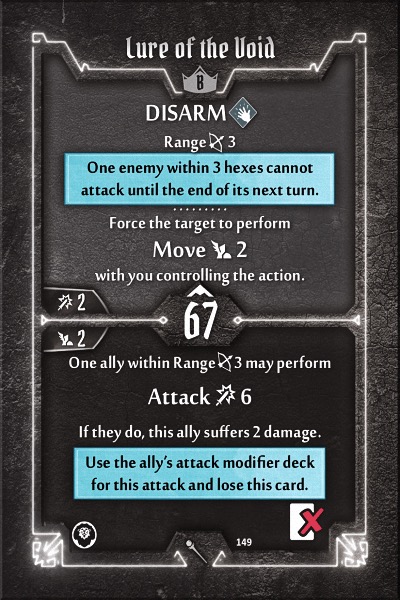 Lure of the Void
B
DISARM
Range 3
One enemy within 3 hexes cannot
attack until the end of its next turn.
Force the target to perform
Move 2
with you controlling the action.
2
67
2
One ally within Range 3 may perform
Attack 6
If they do, this ally suffers 2 damage.
Use the ally's attack modifier deck
for this attack and lose this card.
149